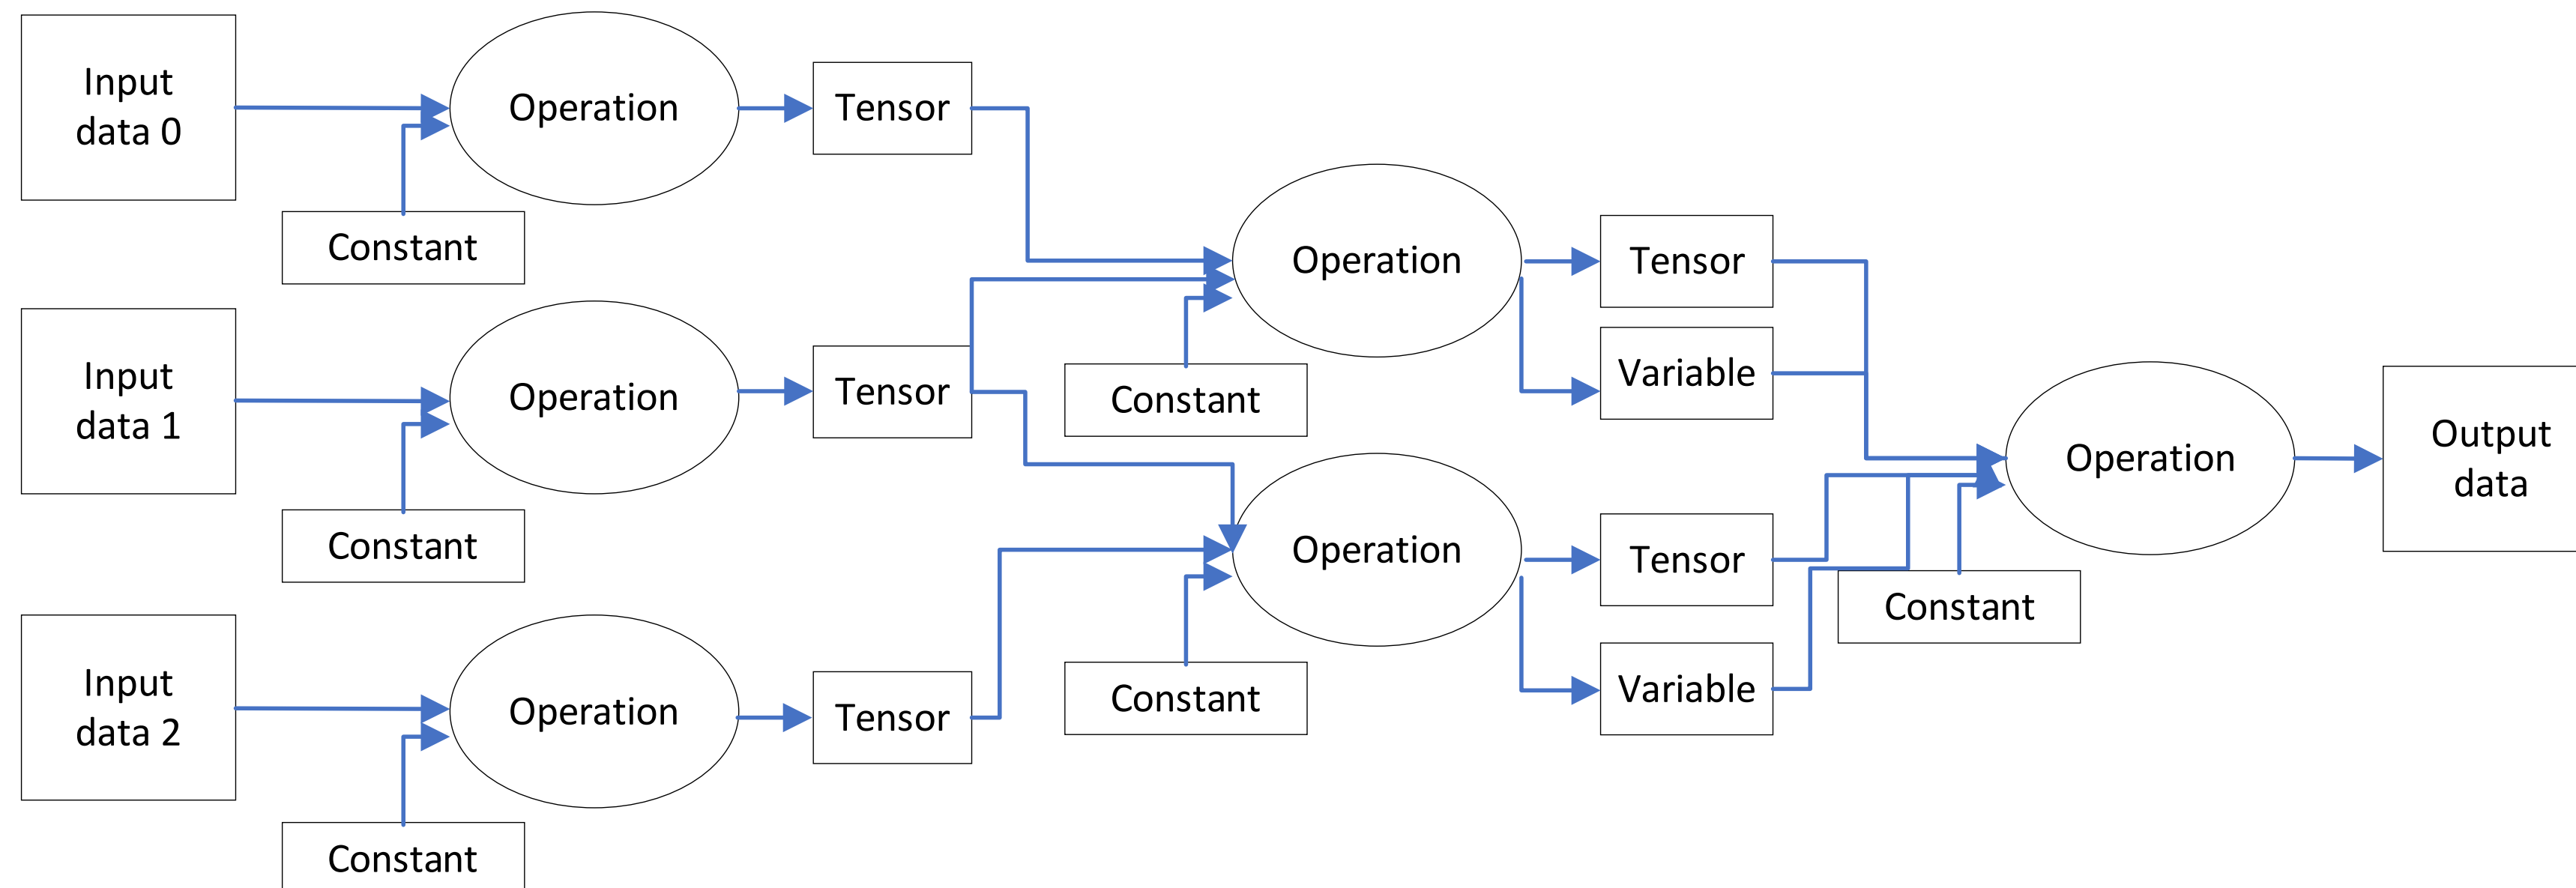 Input
data 0
Operation
Tensor
Constant
Operation
Tensor
Input
data 1
Operation
Tensor
Variable
Constant
Operation
Output
data
Constant
Operation
Tensor
Constant
Input
data 2
Operation
Tensor
Constant
Variable
Constant